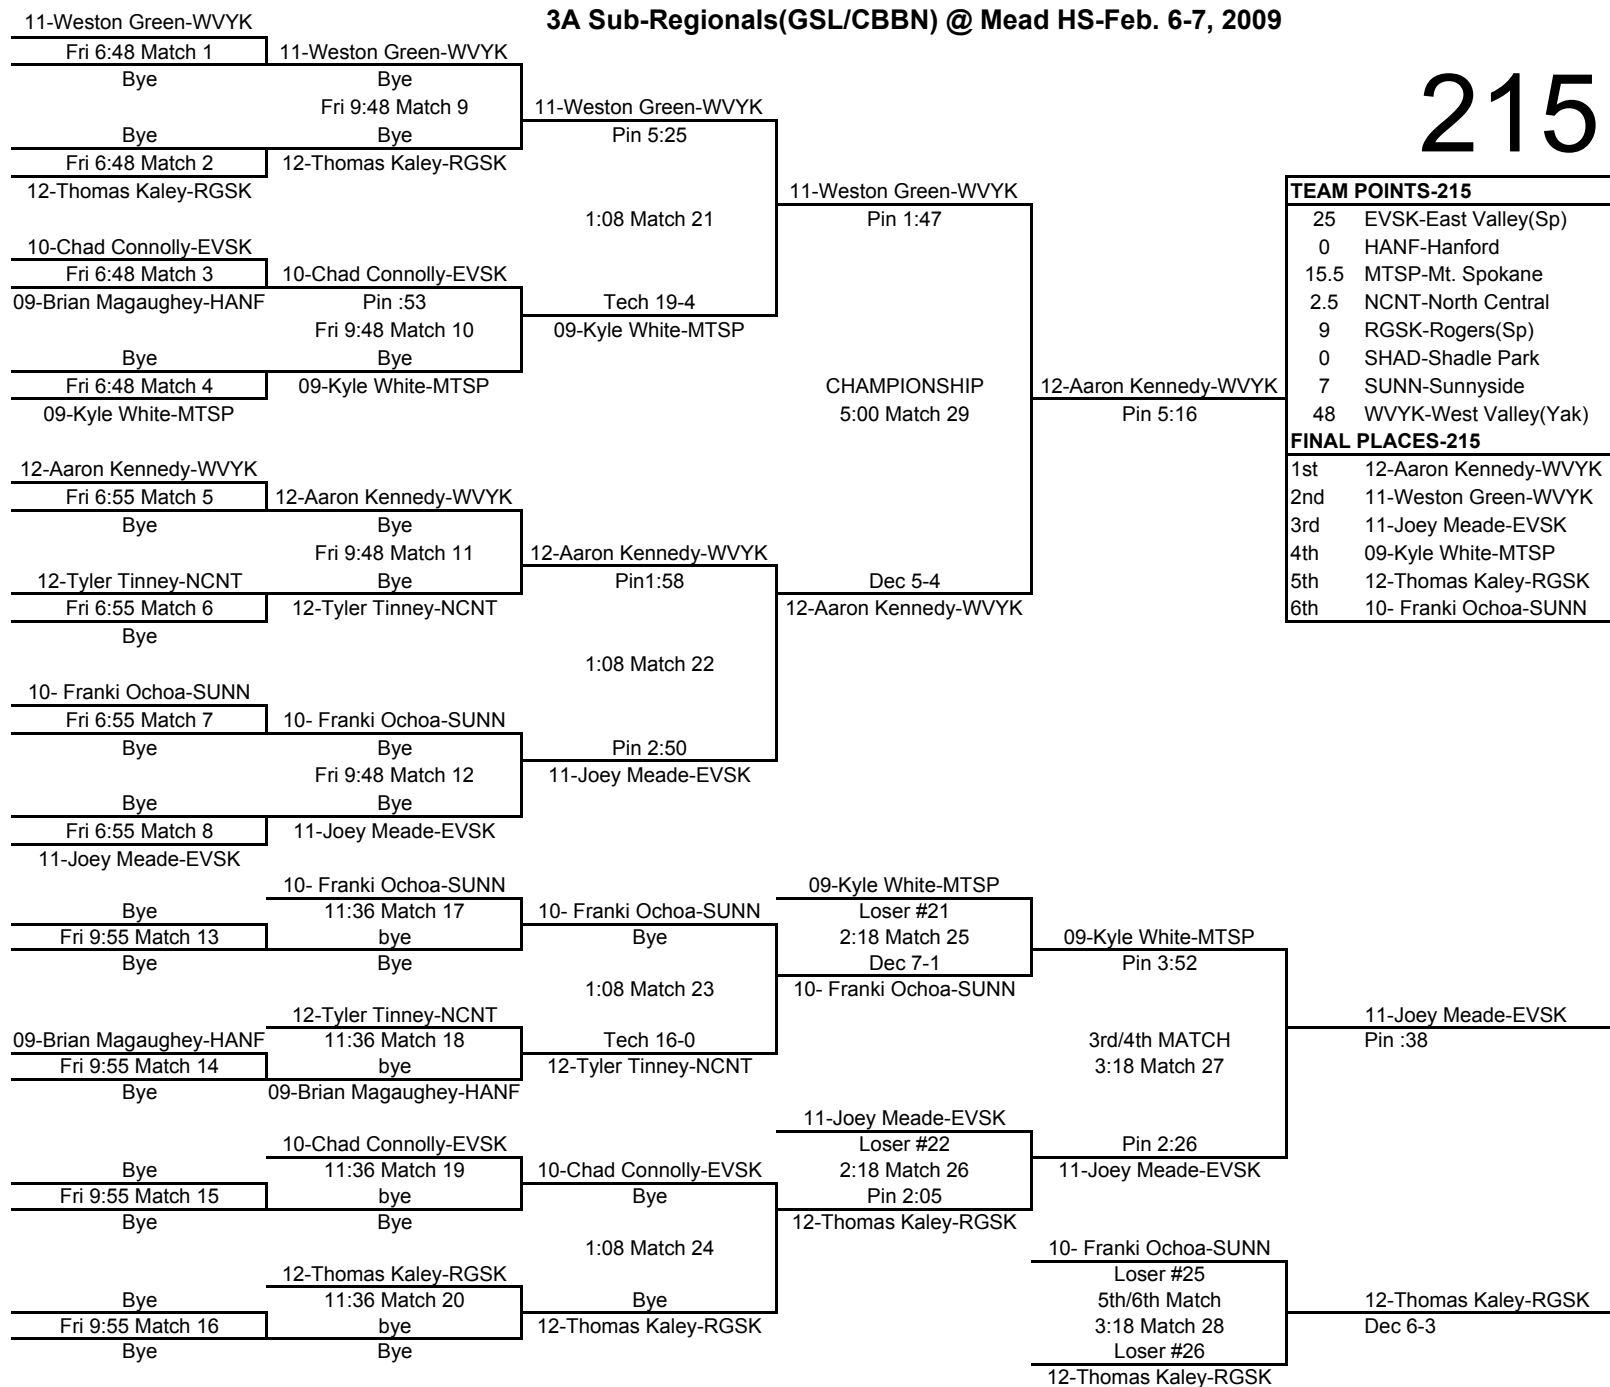 3A Sub-Regionals(GSL/CBBN) @ Mead HS-Feb. 6-7, 2009
215
11-Weston Green-WVYK
Fri 6:48 Match 1
Bye
Bye
Fri 6:48 Match 2
12-Thomas Kaley-RGSK
10-Chad Connolly-EVSK
Fri 6:48 Match 3
09-Brian Magaughey-HANF
Bye
Fri 6:48 Match 4
09-Kyle White-MTSP
12-Aaron Kennedy-WVYK
Fri 6:55 Match 5
Bye
12-Tyler Tinney-NCNT
Fri 6:55 Match 6
Bye
10- Franki Ochoa-SUNN
Fri 6:55 Match 7
Bye
Bye
Fri 6:55 Match 8
11-Joey Meade-EVSK
11-Weston Green-WVYK
Bye
Fri 9:48 Match 9
Bye
12-Thomas Kaley-RGSK
10-Chad Connolly-EVSK
Pin :53
Fri 9:48 Match 10
Bye
09-Kyle White-MTSP
12-Aaron Kennedy-WVYK
Bye
Fri 9:48 Match 11
Bye
12-Tyler Tinney-NCNT
10- Franki Ochoa-SUNN
Bye
Fri 9:48 Match 12
Bye
11-Joey Meade-EVSK
11-Weston Green-WVYK
Pin 5:25
1:08 Match 21
Tech 19-4
09-Kyle White-MTSP
12-Aaron Kennedy-WVYK
Pin1:58
1:08 Match 22
Pin 2:50
11-Joey Meade-EVSK
11-Weston Green-WVYK
Pin 1:47
CHAMPIONSHIP
5:00 Match 29
Dec 5-4
12-Aaron Kennedy-WVYK
12-Aaron Kennedy-WVYK
Pin 5:16
TEAM POINTS-215
25 EVSK-East Valley(Sp)
0 HANF-Hanford
15.5 MTSP-Mt. Spokane
2.5 NCNT-North Central
9 RGSK-Rogers(Sp)
0 SHAD-Shadle Park
7 SUNN-Sunnyside
48 WVYK-West Valley(Yak)
FINAL PLACES-215
1st 12-Aaron Kennedy-WVYK
2nd 11-Weston Green-WVYK
3rd 11-Joey Meade-EVSK
4th 09-Kyle White-MTSP
5th 12-Thomas Kaley-RGSK
6th 10- Franki Ochoa-SUNN
Bye
Fri 9:55 Match 13
Bye
09-Brian Magaughey-HANF
Fri 9:55 Match 14
Bye
Bye
Fri 9:55 Match 15
Bye
Bye
Fri 9:55 Match 16
Bye
10- Franki Ochoa-SUNN
11:36 Match 17
bye
Bye
12-Tyler Tinney-NCNT
11:36 Match 18
bye
09-Brian Magaughey-HANF
10-Chad Connolly-EVSK
11:36 Match 19
bye
Bye
12-Thomas Kaley-RGSK
11:36 Match 20
bye
Bye
10- Franki Ochoa-SUNN
Bye
1:08 Match 23
Tech 16-0
12-Tyler Tinney-NCNT
10-Chad Connolly-EVSK
Bye
1:08 Match 24
Bye
12-Thomas Kaley-RGSK
09-Kyle White-MTSP
Loser #21
2:18 Match 25
Dec 7-1
10- Franki Ochoa-SUNN
11-Joey Meade-EVSK
Loser #22
2:18 Match 26
Pin 2:05
12-Thomas Kaley-RGSK
09-Kyle White-MTSP
Pin 3:52
3rd/4th MATCH
3:18 Match 27
Pin 2:26
11-Joey Meade-EVSK
11-Joey Meade-EVSK
Pin :38
10- Franki Ochoa-SUNN
Loser #25
5th/6th Match
3:18 Match 28
Loser #26
12-Thomas Kaley-RGSK
12-Thomas Kaley-RGSK
Dec 6-3